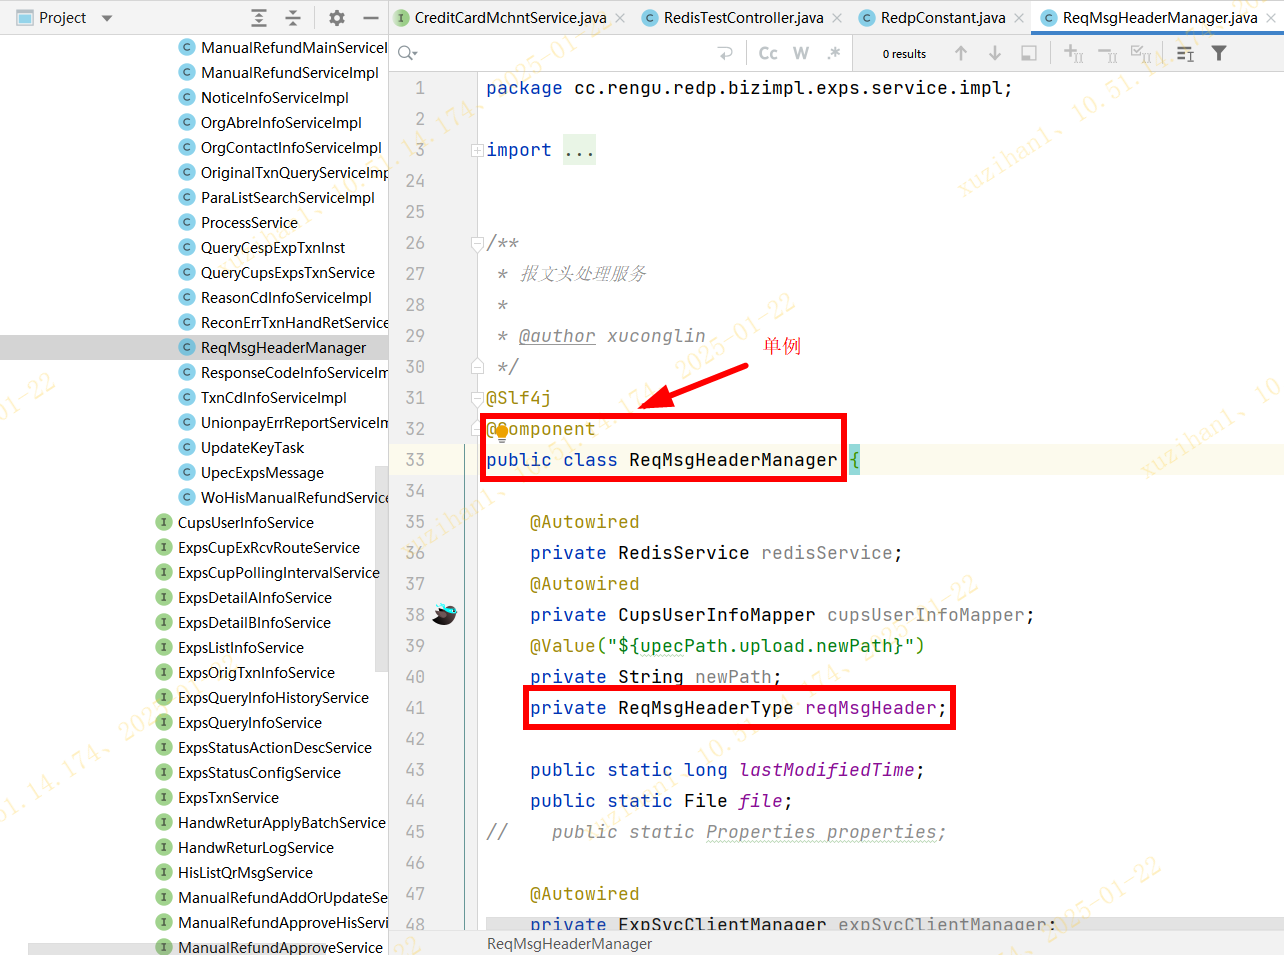 Project
CreditCardMchntService.java
RedisTestController.java
RedpConstant.java
ReqMsgHeaderManager.java
Cc
W
.*
0 results
ManualRefundMainServiceI
ManualRefundServiceImpl
NoticeInfoServiceImpl
OrgAbreInfoServiceImpl
OrgContactInfoServiceImpl
OriginalTxnQueryServiceImp
ParaListSearchServiceImpl
ProcessService
QueryCespExpTxnInst
QueryCupsExpsTxnService
ReasonCdInfoServiceImpl
ReconErrTxnHandRetService
ReqMsgHeaderManager
ResponseCodeInfoServiceIm
TxnCdInfoServiceImpl
UnionpayErrReportServiceIm
UpdateKeyTask
UpecExpsMessage
WoHisManualRefundService
CupsUserInfoService
ExpsCupExRcvRouteService
ExpsCupPollingIntervalService
ExpsDetailAInfoService
ExpsDetailBInfoService
ExpsListInfoService
ExpsOrigTxnInfoService
ExpsQueryInfoHistoryService
ExpsQueryInfoService
ExpsStatusActionDescService
ExpsStatusConfigService
ExpsTxnService
HandwReturApplyBatchService
HandwReturLogService
HisListQrMsgService
ManualRefundAddOrUpdateSe
ManualRefundApproveHisServi
ManualRefundApproveService
1 package cc.rengu.redp.bizimpl.exps.service.impl;
2
3 import ...
24
25
26 /**
27 * 报文头处理服务
28 *
29 * @author xuconglin
30 */
单例
31 @Slf4j
32 @Component
33 public class ReqMsgHeaderManager {
34
35 @Autowired
36 private RedisService redisService;
37 @Autowired
38 private CupsUserInfoMapper cupsUserInfoMapper;
39 @Value("${upecPath.upload.newPath}")
40 private String newPath;
41 private ReqMsgHeaderType reqMsgHeader;
42
43 public static long lastModifiedTime;
44 public static File file;
45 // public static Properties properties;
46
47 @Autowired
48 private ExpSvcClientManager expSvcClientManager;
ReqMsgHeaderManager